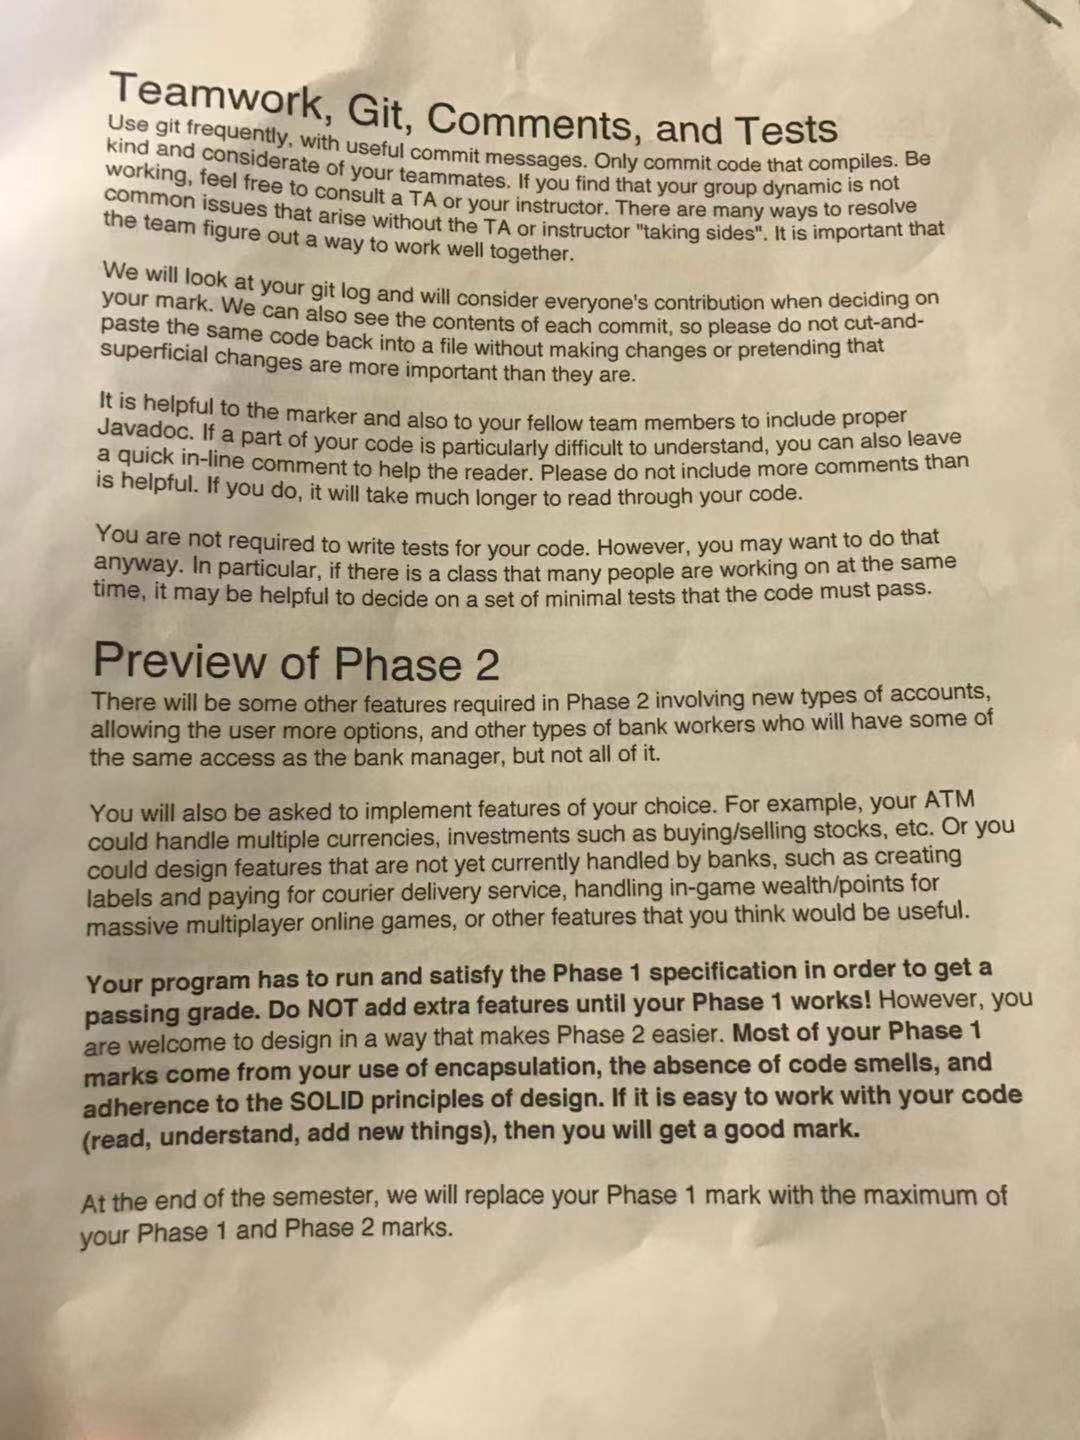 Teamwork, Git, Comments, and Tests
Use git frequently, with useful commit messages. Only commit code that compiles. Be
kind and considerate of your teammates. If you find that your group dynamic is not
working, feel free to consult a TA or your instructor. There are many ways to resolve
common issues that arise without the TA or instructor "taking sides". It is important that
the team figure out a way to work well together.
We will look at your git log and will consider everyone's contribution when deciding on
your mark. We can also see the contents of each commit, so please do not cut-and-
paste the same code back into a file without making changes or pretending that
superficial changes are more important than they are.
It is helpful to the marker and also to your fellow team members to include proper
Javadoc. If a part of your code is particularly difficult to understand, you can also leave
a quick in-line comment to help the reader. Please do not include more comments than
is helpful. If you do, it will take much longer to read through your code.
You are not required to write tests for your code. However, you may want to do that
anyway. In particular, if there is a class that many people are working on at the same
time, it may be helpful to decide on a set of minimal tests that the code must pass.
Preview of Phase 2
There will be some other features required in Phase 2 involving new types of accounts,
allowing the user more options, and other types of bank workers who will have some of
the same access as the bank manager, but not all of it.
You will also be asked to implement features of your choice. For example, your ATM
could handle multiple currencies, investments such as buying/selling stocks, etc. Or you
could design features that are not yet currently handled by banks, such as creating
labels and paying for courier delivery service, handling in-game wealth/points for
massive multiplayer online games, or other features that you think would be useful.
Your program has to run and satisfy the Phase 1 specification in order to get a
passing grade. Do NOT add extra features until your Phase 1 works! However, you
are welcome to design in a way that makes Phase 2 easier. Most of your Phase 1
marks come from your use of encapsulation, the absence of code smells, and
adherence to the SOLID principles of design. If it is easy to work with your code
(read, understand, add new things), then you will get a good mark.
At the end of the semester, we will replace your Phase 1 mark with the maximum of
your Phase 1 and Phase 2 marks.